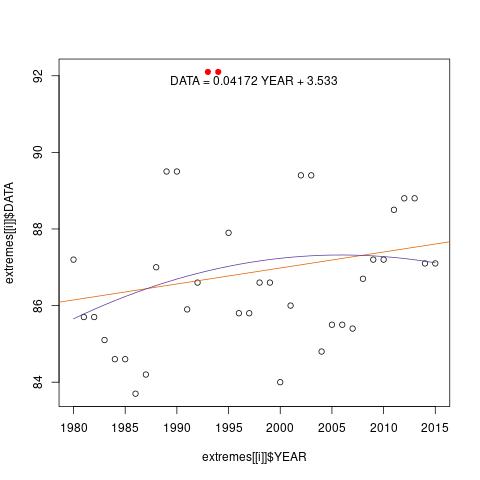 DATA = 0.04172 YEAR + 3.533
92
90
88
86
84
extremes[[i]]$DATA
1980 1985 1990 1995 2000 2005 2010 2015
extremes[[i]]$YEAR